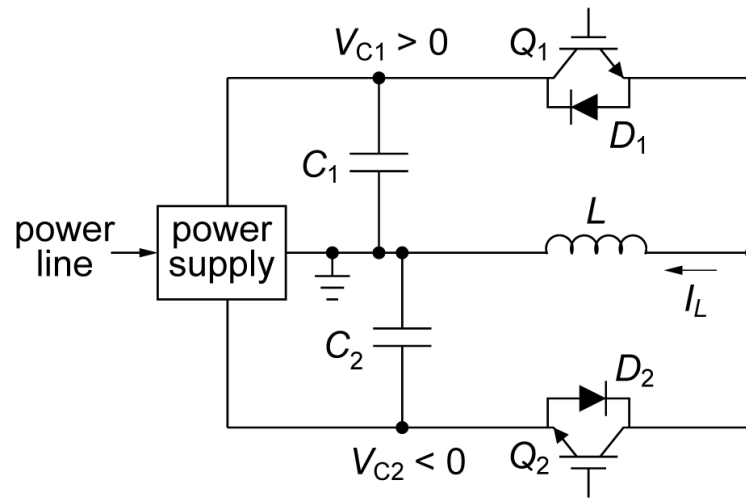 V_C1 > 0
Q_1
D_1
C_1
power
line
power
supply
L
I_L
C_2
D_2
V_C2 < 0
Q_2